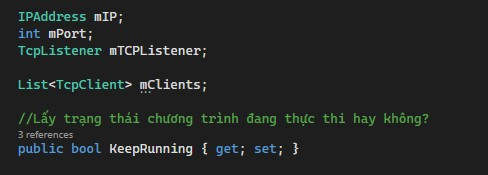 IPAddress mIP;
int mPort;
TcpListener mTCPListener;
List<TcpClient> mClients;
//Lấy trạng thái chương trình đang thực thi hay không?
3 references
public bool KeepRunning { get; set; }